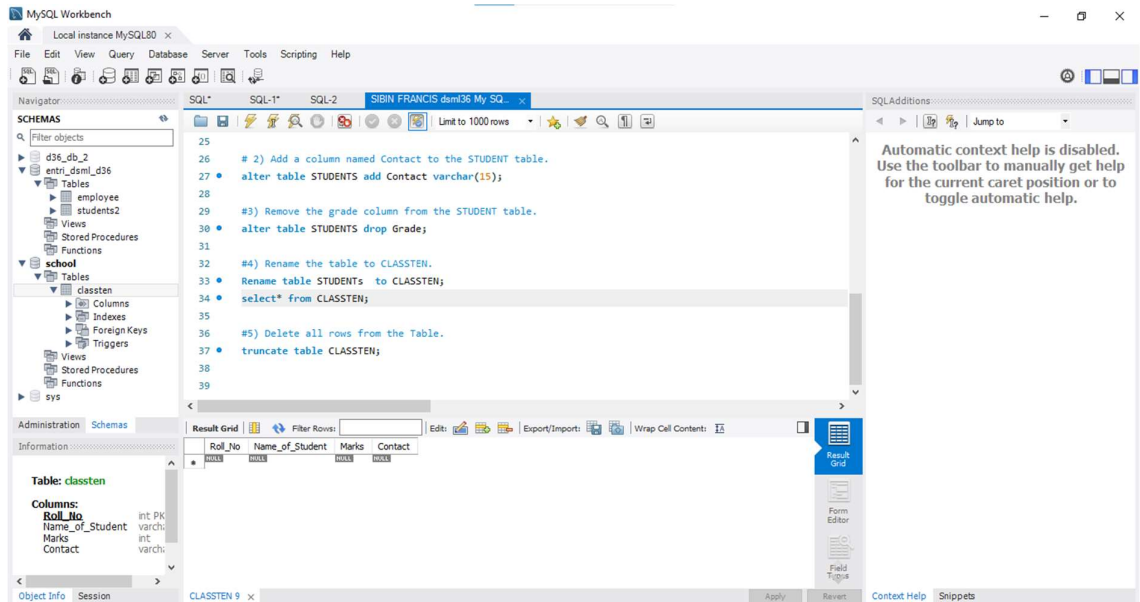 MySQL Workbench
Local instance MySQL80 ×
File Edit View Query Database Server Tools Scripting Help
Navigator
SCHEMAS
Filter objects
d36_db_2
entri_dsml_d36
Tables
employee
students2
Views
Stored Procedures
Functions
school
Tables
classten
Columns
Indexes
Foreign Keys
Triggers
Views
Stored Procedures
Functions
sys
Administration Schemas
Information
Table: classten
Columns:
Roll_No int PK
Name_of_Student varcha
Marks int
Contact varcha
Object Info Session
SQL* SQL-1* SQL-2 SIBIN FRANCIS dsml36 My SQ... ×
Limit to 1000 rows
25
26 # 2) Add a column named Contact to the STUDENT table.
27 alter table STUDENTS add Contact varchar(15);
28
29 #3) Remove the grade column from the STUDENT table.
30 alter table STUDENTS drop Grade;
31
32 #4) Rename the table to CLASSTEN.
33 Rename table STUDENTs to CLASSTEN;
34 select* from CLASSTEN;
35
36 #5) Delete all rows from the Table.
37 truncate table CLASSTEN;
38
39
Result Grid Filter Rows: Edit: Export/Import: Wrap Cell Content:
Roll_No Name_of_Student Marks Contact
NULL NULL NULL NULL
Result
Grid
Form
Editor
Field
Types
CLASSTEN 9 ×
Apply Revert
SQLAdditions
Jump to
Automatic context help is disabled.
Use the toolbar to manually get help
for the current caret position or to
toggle automatic help.
Context Help Snippets